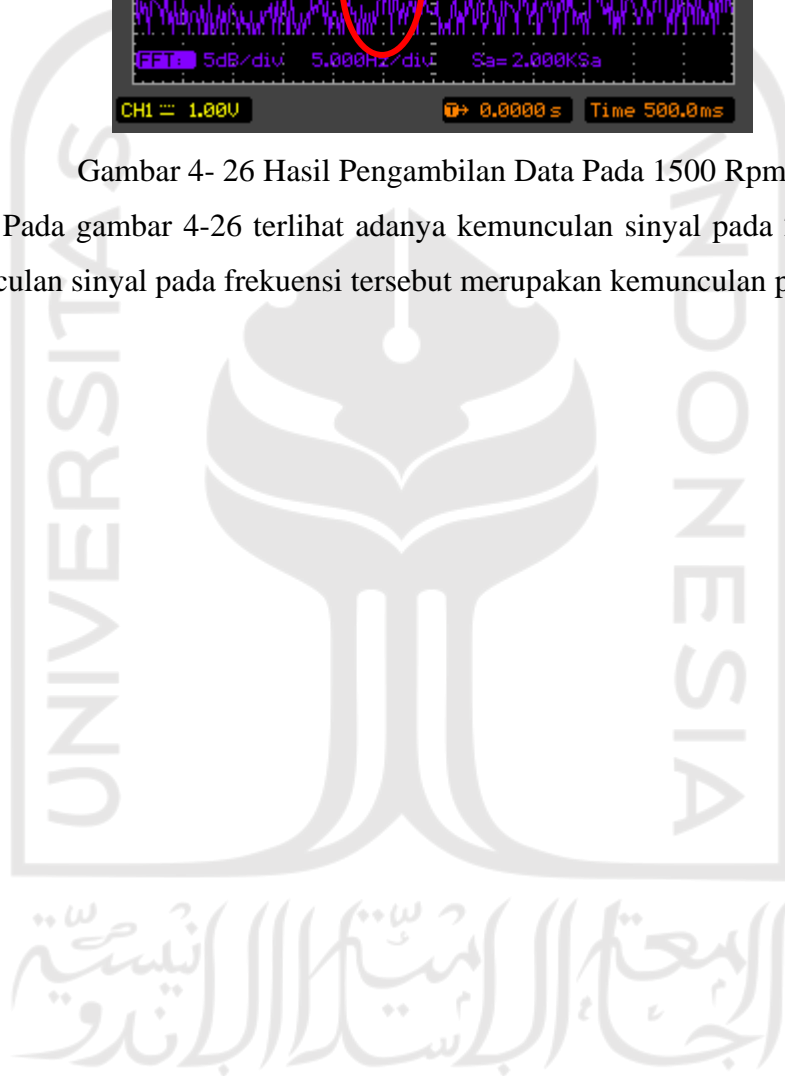 FFT: 5dB/div 5.000Hz/div Sa= 2.000KSa
CH1 1.00V T→ 0.0000s Time 500.0ms
Gambar 4- 26 Hasil Pengambilan Data Pada 1500 Rpm
Pada gambar 4-26 terlihat adanya kemunculan sinyal pada
culan sinyal pada frekuensi tersebut merupakan kemunculan
UNIVERSITAS
INDONESIA